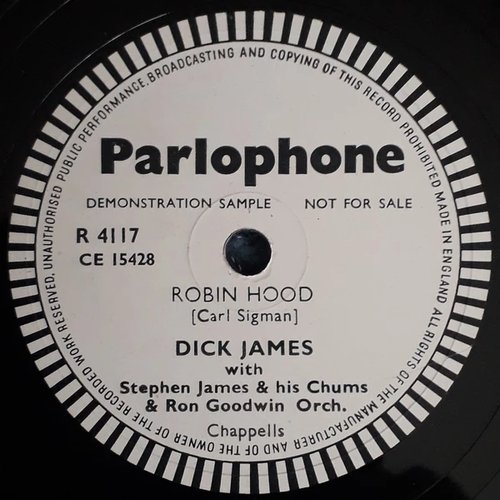 MADE IN ENGLAND ALL RIGHTS OF THE MANUFACTURER AND OF THE OWNER OF THE RECORDED WORK RESERVED. UNAUTHORISED PUBLIC PERFORMANCE. BROADCASTING AND COPYING OF THIS RECORD PROHIBITED
Parlophone
DEMONSTRATION SAMPLE NOT FOR SALE
R 4117
CE 15428
ROBIN HOOD
[Carl Sigman]
DICK JAMES
with
Stephen James & his Chums
& Ron Goodwin Orch.
Chappells